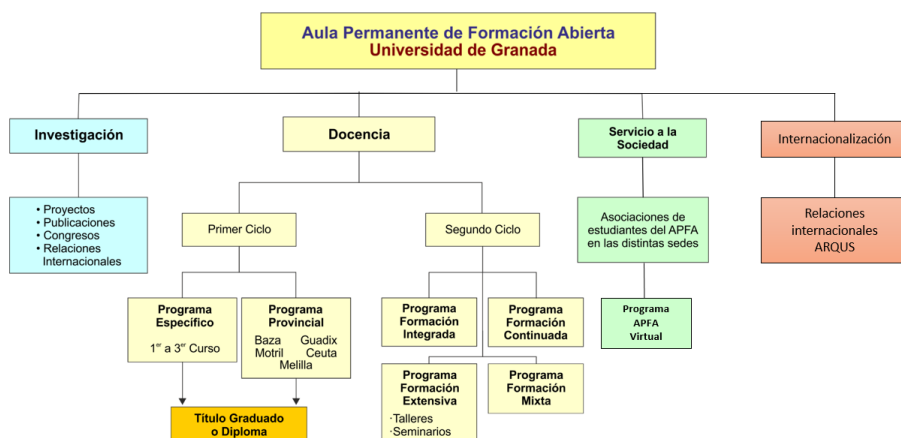 Aula Permanente de Formación Abierta
Universidad de Granada
Investigación
Docencia
Servicio a la
Sociedad
Internacionalización
• Proyectos
• Publicaciones
• Congresos
• Relaciones
Internacionales
Primer Ciclo
Segundo Ciclo
Asociaciones de
estudiantes del APFA
en las distintas sedes
Relaciones
internacionales
ARQUS
Programa
Específico
1er a 3er Curso
Programa
Provincial
Baza Guadix
Motril Ceuta
Melilla
Programa
Formación
Integrada
Programa
Formación
Continuada
Programa
APFA
Virtual
Programa
Formación
Extensiva
·Talleres
·Seminarios
Programa
Formación
Mixta
Título Graduado
o Diploma